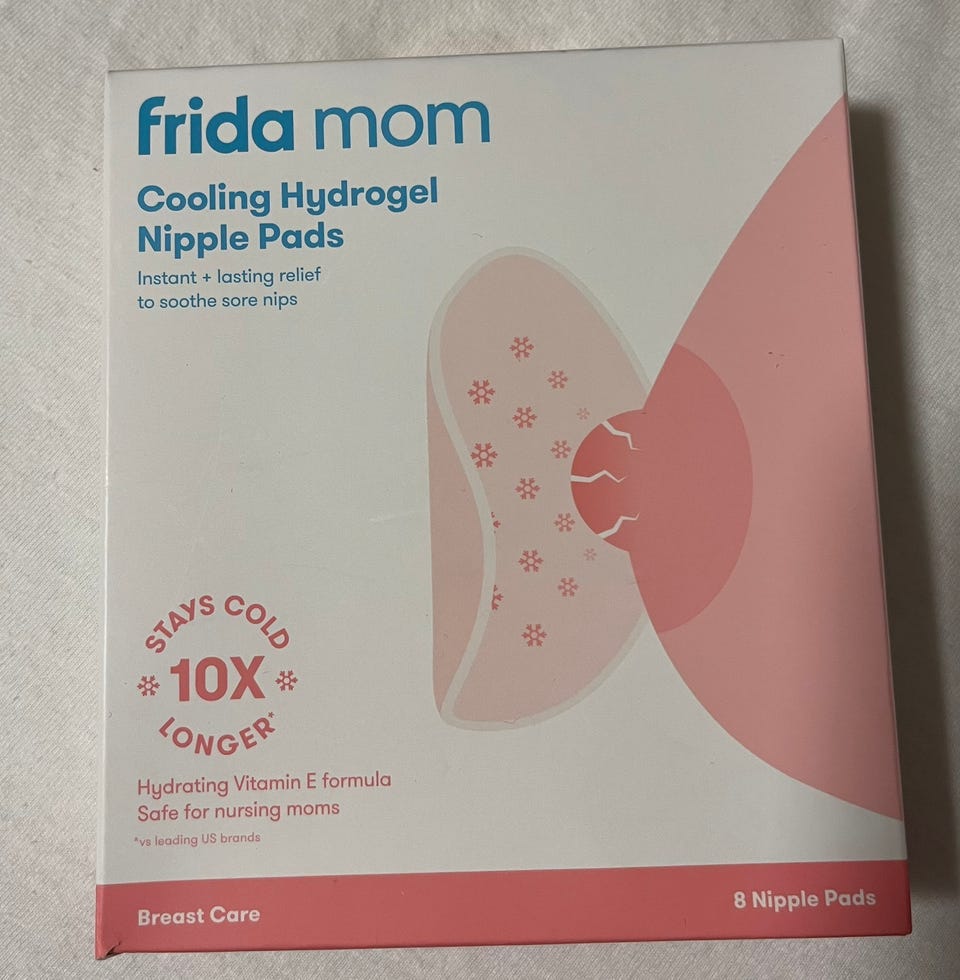 frida mom
Cooling Hydrogel
Nipple Pads
Instant + lasting relief
to soothe sore nips
STAYS COLD
10X
LONGER*
Hydrating Vitamin E formula
Safe for nursing moms
*vs leading US brands
Breast Care
8 Nipple Pads